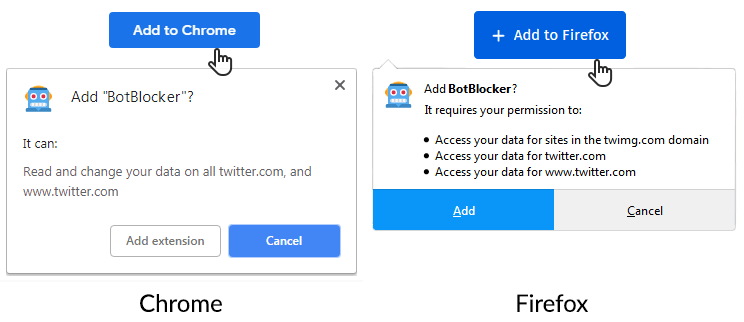 Add to Chrome
Add "BotBlocker"?
It can:
Read and change your data on all twitter.com, and
www.twitter.com
Add extension
Cancel
Chrome
+ Add to Firefox
Add BotBlocker?
It requires your permission to:
• Access your data for sites in the twimg.com domain
• Access your data for twitter.com
• Access your data for www.twitter.com
Add
Cancel
Firefox